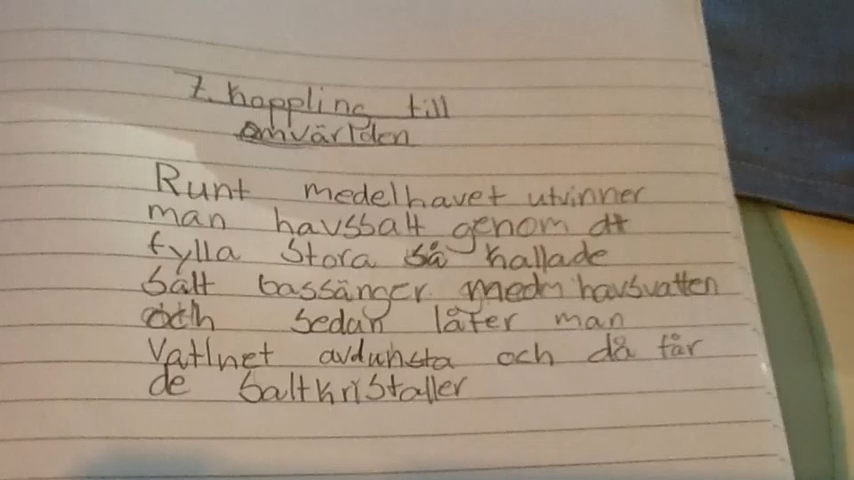 7. Koppling till
omvärlden
Runt medelhavet utvinner
man havssalt genom att
fylla stora så kallade
salt bassänger med havsvatten
och sedan låter man
vattnet avdunsta och då får
de saltkristaller